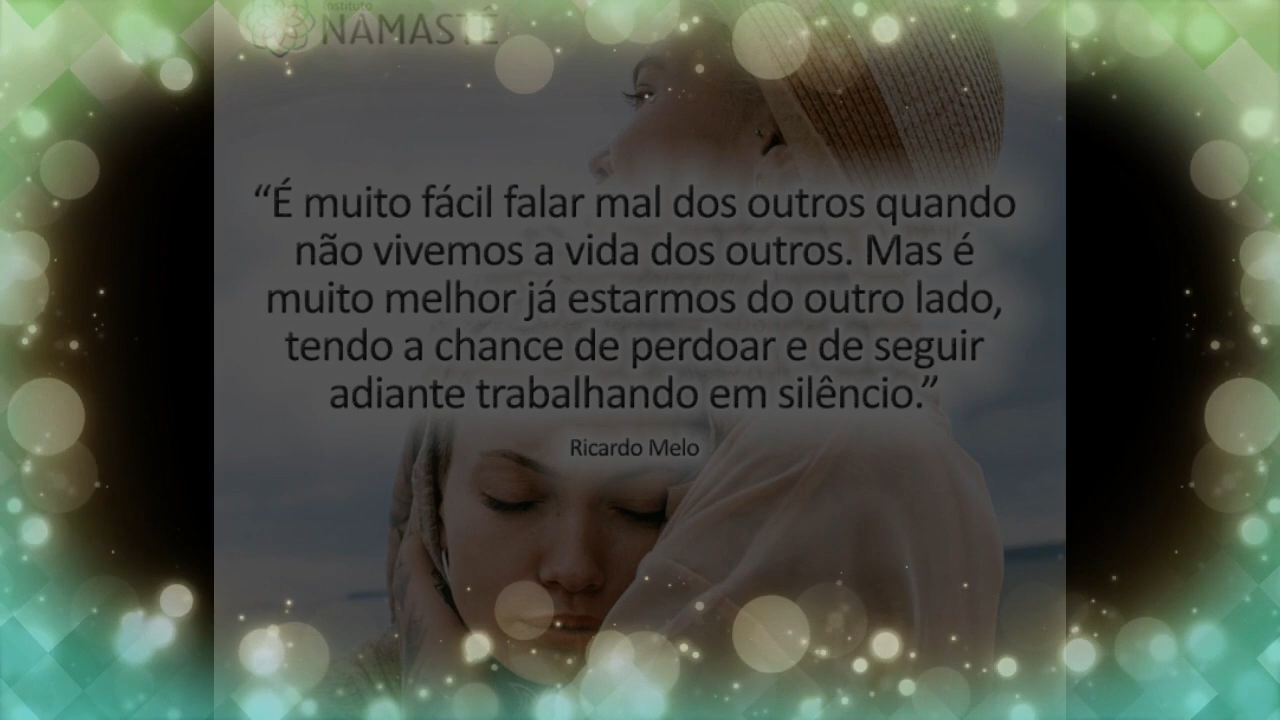 Instituto
NAMASTÊ
“É muito fácil falar mal dos outros quando
não vivemos a vida dos outros. Mas é
muito melhor já estarmos do outro lado,
tendo a chance de perdoar e de seguir
adiante trabalhando em silêncio.”
Ricardo Melo